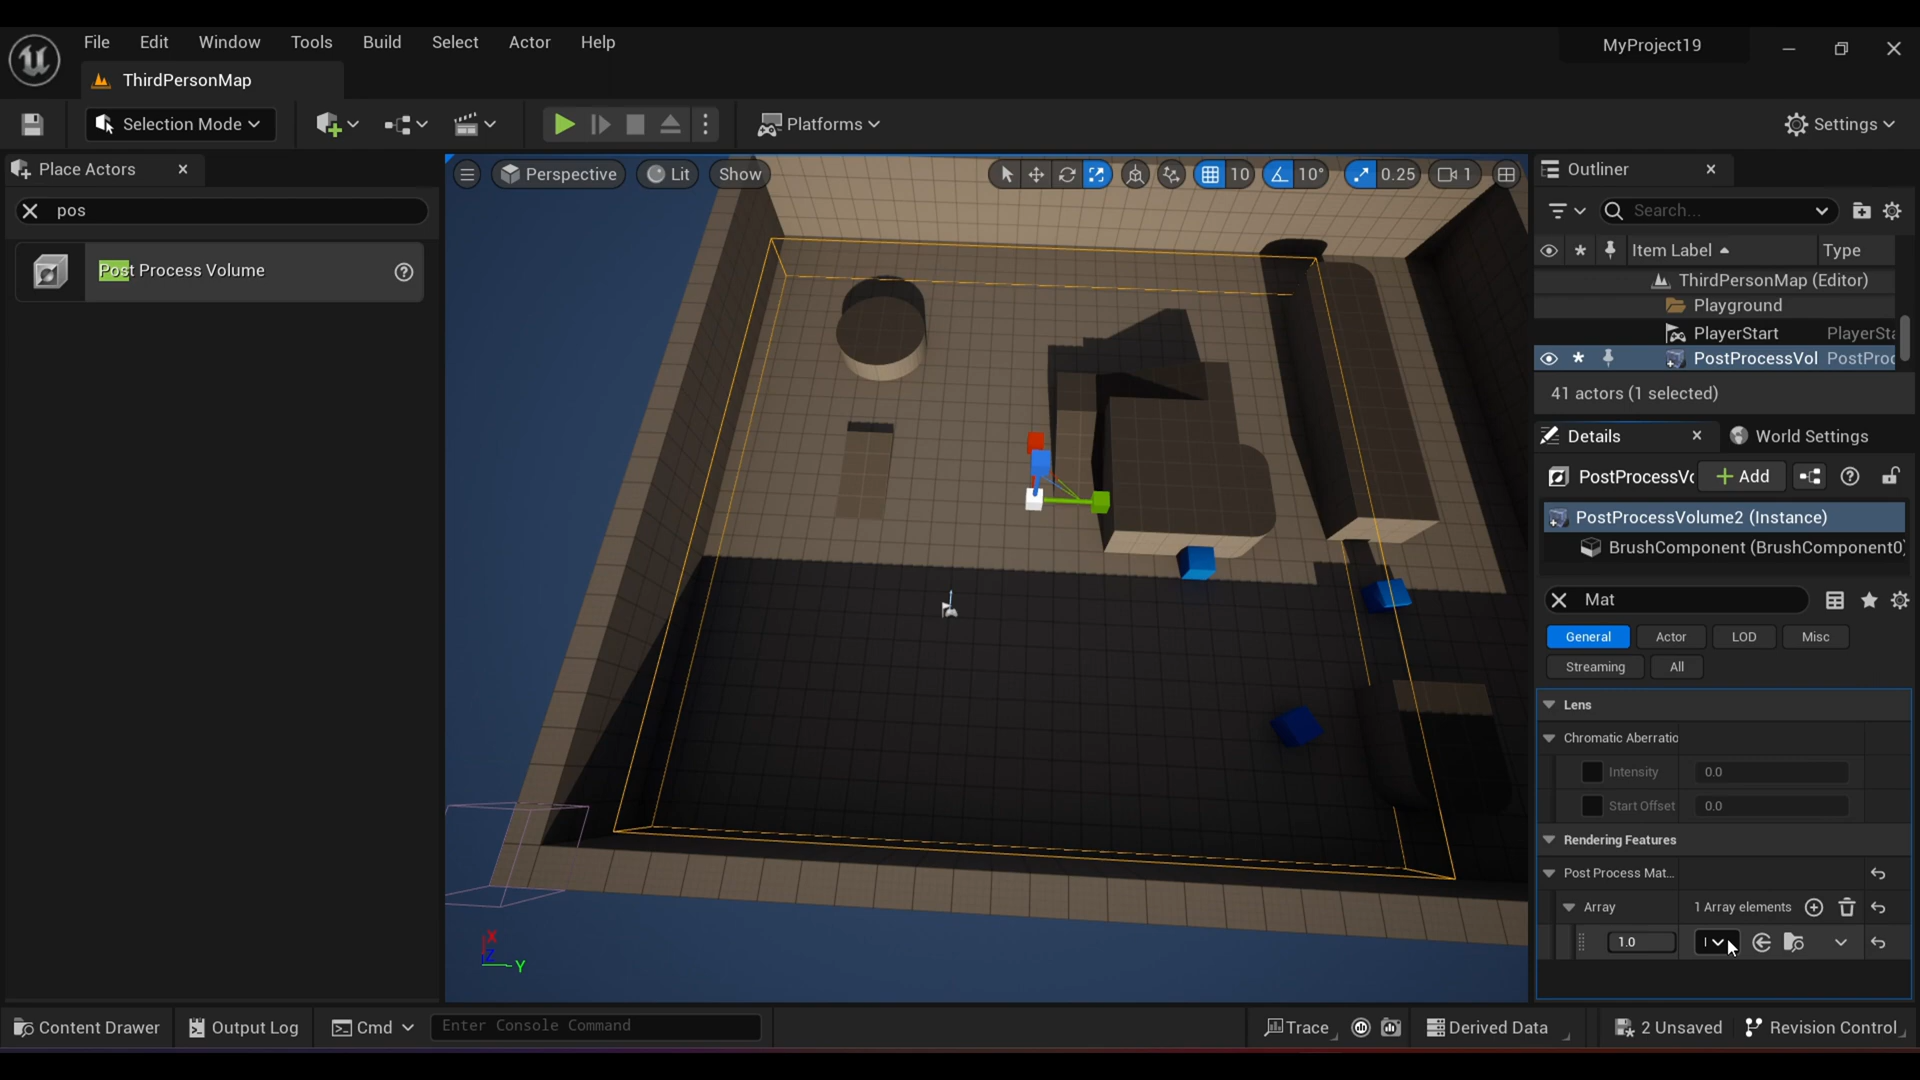 File Edit Window Tools Build Select Actor Help
MyProject19
ThirdPersonMap
Selection Mode
Platforms
Settings
Place Actors
pos
Post Process Volume
Perspective
Lit
Show
10
10°
0.25
1
X
Z
Y
Outliner
Search...
Item Label
Type
ThirdPersonMap (Editor)
Playground
PlayerStart PlayerSta
PostProcessVol PostProc
41 actors (1 selected)
Details
World Settings
PostProcessVo
Add
PostProcessVolume2 (Instance)
BrushComponent (BrushComponent0)
Mat
General Actor LOD Misc
Streaming All
Lens
Chromatic Aberratio
Intensity 0.0
Start Offset 0.0
Rendering Features
Post Process Mat...
Array 1 Array elements
1.0
Content Drawer
Output Log
Cmd
Enter Console Command
Trace
Derived Data
2 Unsaved
Revision Control